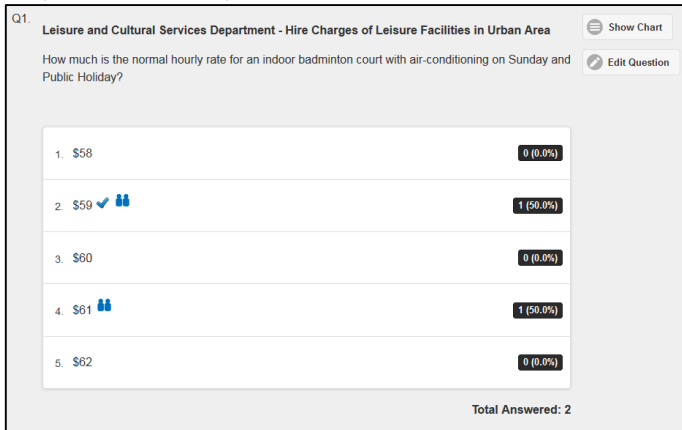 Q1.
Leisure and Cultural Services Department - Hire Charges of Leisure Facilities in Urban Area
Show Chart
How much is the normal hourly rate for an indoor badminton court with air-conditioning on Sunday and
Public Holiday?
Edit Question
1. $58 0 (0.0%)
2. $59 1 (50.0%)
3. $60 0 (0.0%)
4. $61 1 (50.0%)
5. $62 0 (0.0%)
Total Answered: 2